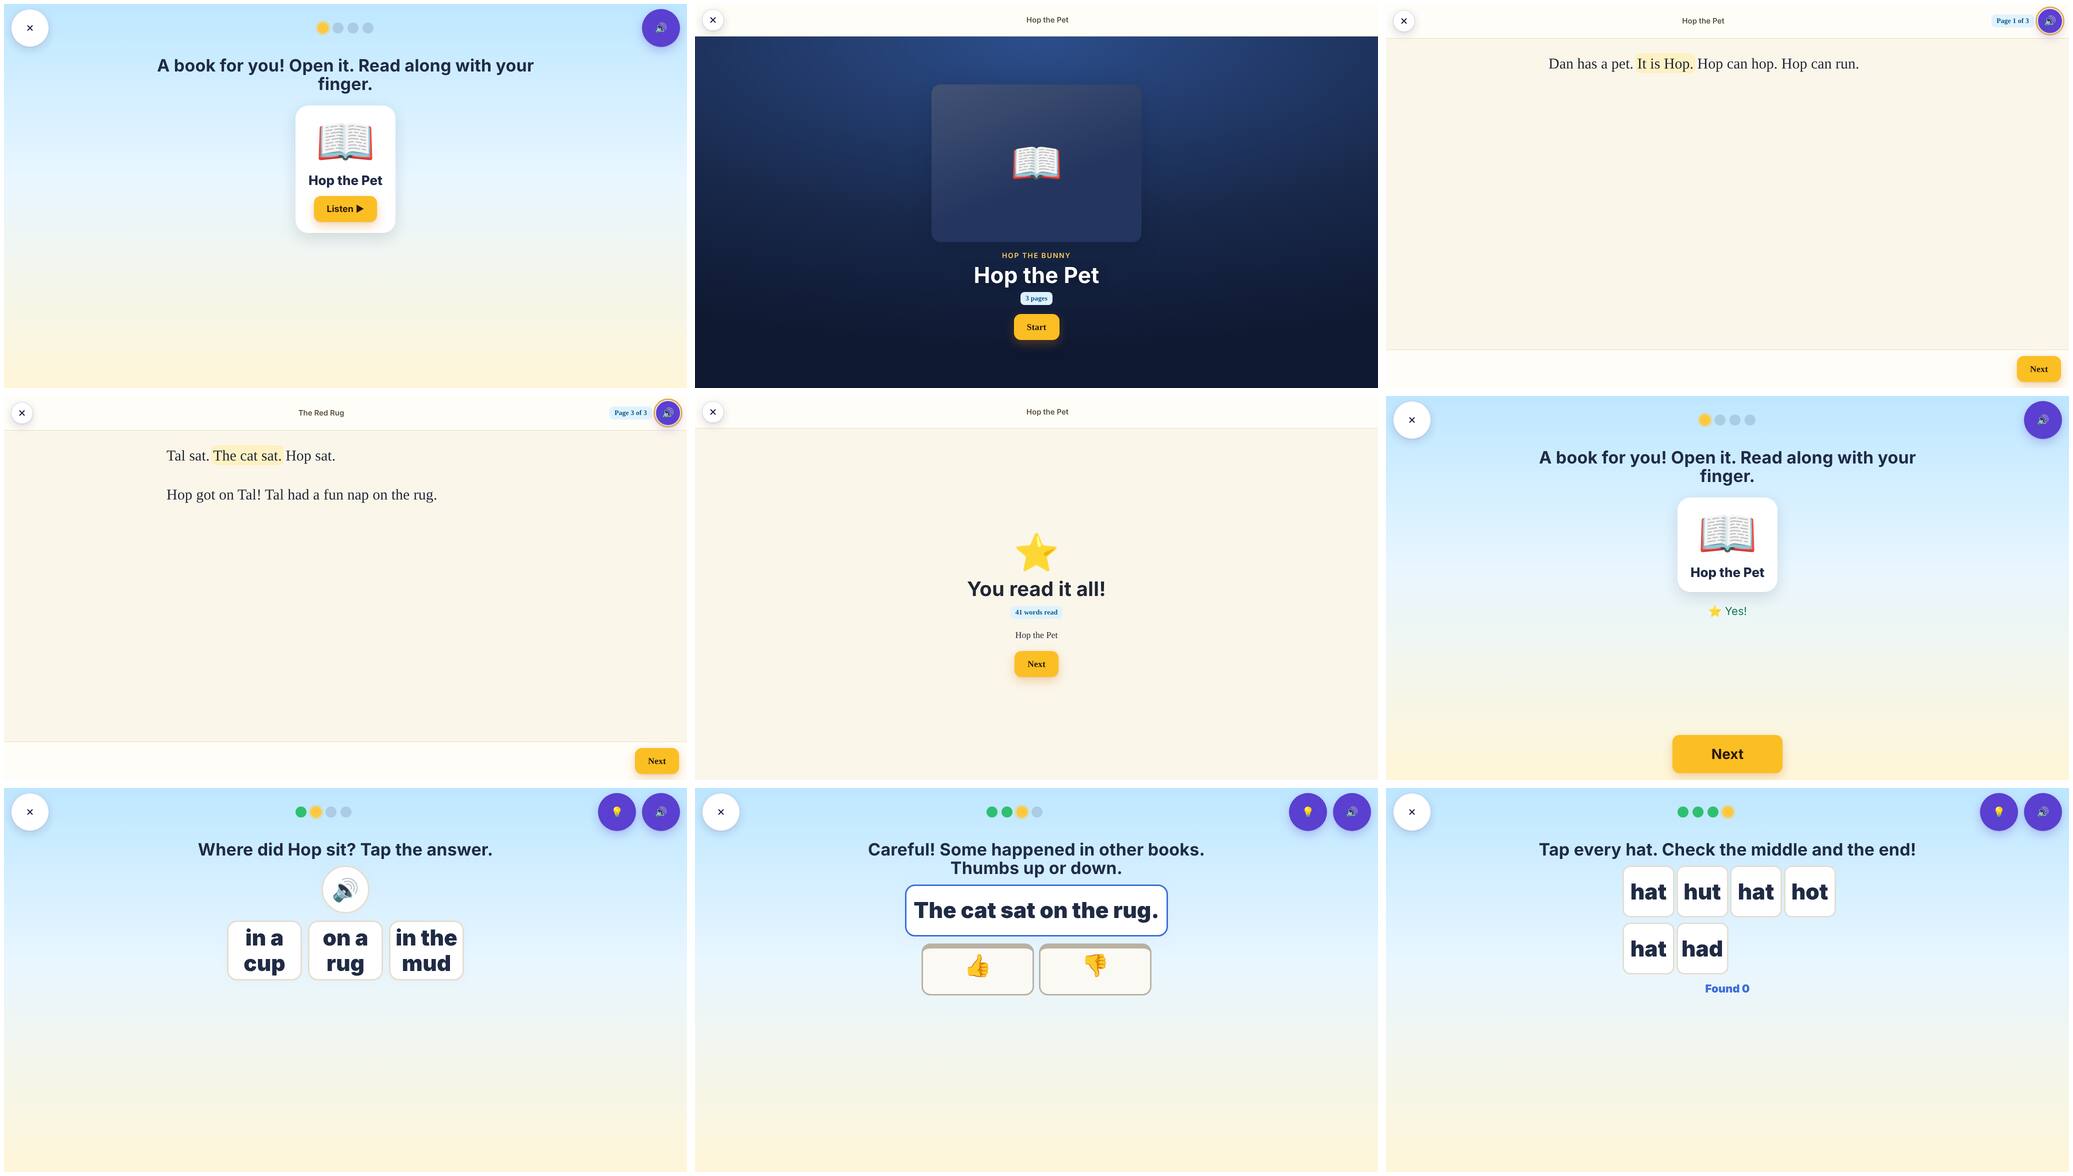 A book for you! Open it. Read along with your
finger.
Hop the Pet
Listen ▶
Hop the Pet
HOP THE BUNNY
Hop the Pet
3 pages
Start
Hop the Pet
Page 1 of 3
Dan has a pet. It is Hop. Hop can hop. Hop can run.
Next
The Red Rug
Page 3 of 3
Tal sat. The cat sat. Hop sat.
Hop got on Tal! Tal had a fun nap on the rug.
Next
Hop the Pet
You read it all!
41 words read
Hop the Pet
Next
A book for you! Open it. Read along with your
finger.
Hop the Pet
Yes!
Next
Where did Hop sit? Tap the answer.
in a
cup
on a
rug
in the
mud
Careful! Some happened in other books.
Thumbs up or down.
The cat sat on the rug.
Tap every hat. Check the middle and the end!
hat hut hat hot
hat had
Found 0